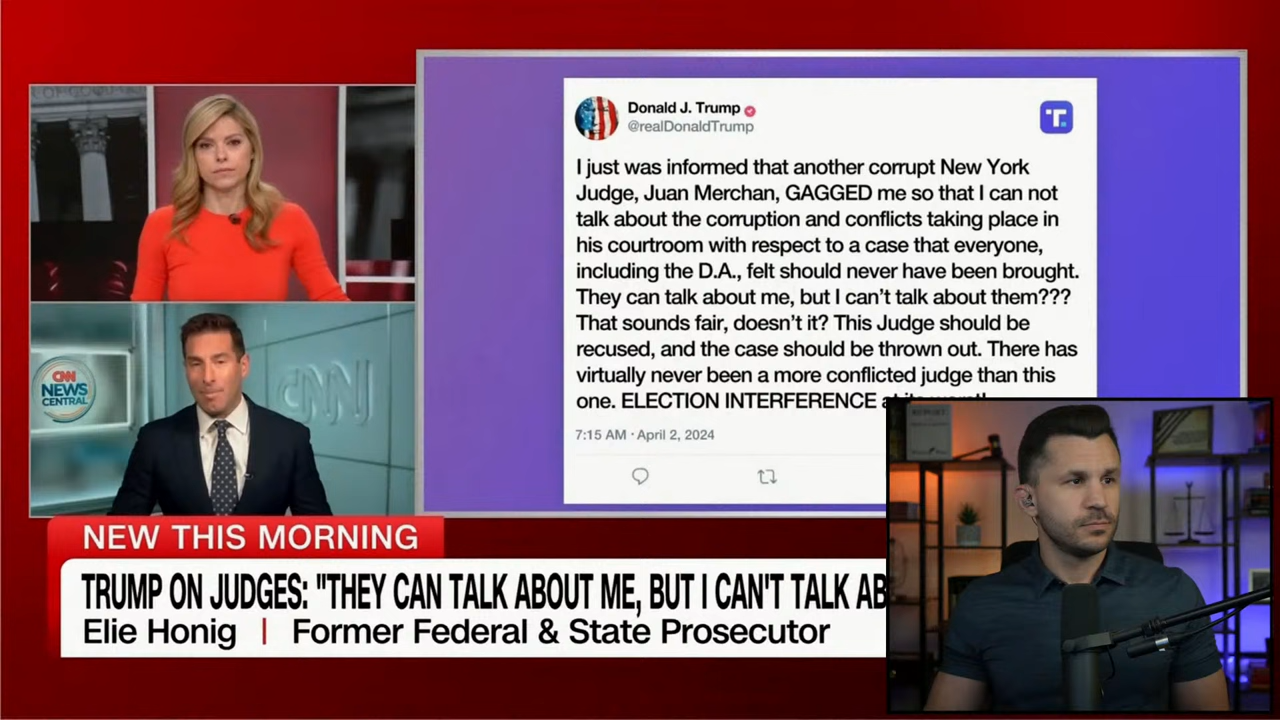 Donald J. Trump
@realDonaldTrump
I just was informed that another corrupt New York
Judge, Juan Merchan, GAGGED me so that I can not
talk about the corruption and conflicts taking place in
his courtroom with respect to a case that everyone,
including the D.A., felt should never have been brought.
They can talk about me, but I can't talk about them???
That sounds fair, doesn't it? This Judge should be
recused, and the case should be thrown out. There has
virtually never been a more conflicted judge than this
one. ELECTION INTERFERENCE
7:15 AM · April 2, 2024
CNN
NEWS
CENTRAL
CNN
NEW THIS MORNING
TRUMP ON JUDGES: "THEY CAN TALK ABOUT ME, BUT I CAN'T TALK AB
Elie Honig | Former Federal & State Prosecutor